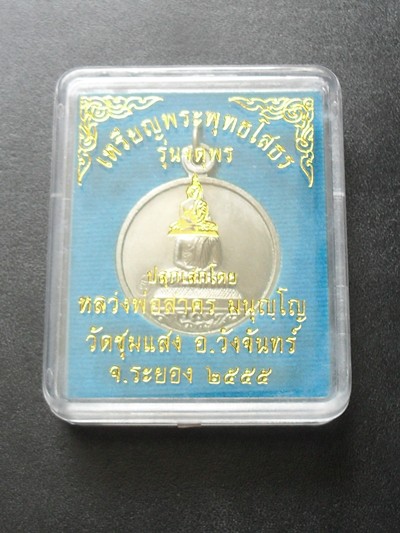 เหรียญพระพุทธโสธร
รุ่น พร
ปลุกเสกโดย
หลวงพ่อสาคร มนุญฺโญ
วัดชุมแสง อ.วังจันทร์
จ.ระยอง ๒๕๕๕